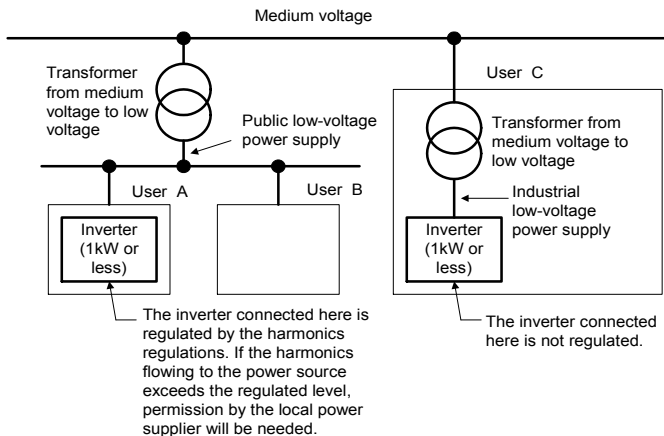 Medium voltage
Transformer
from medium
voltage to low
voltage
Public low-voltage
power supply
User A
User B
Inverter
(1kW or
less)
The inverter connected here is
regulated by the harmonics
regulations. If the harmonics
flowing to the power source
exceeds the regulated level,
permission by the local power
supplier will be needed.
User C
Transformer from
medium voltage to
low voltage
Industrial
low-voltage
power supply
Inverter
(1kW or
less)
The inverter connected
here is not regulated.